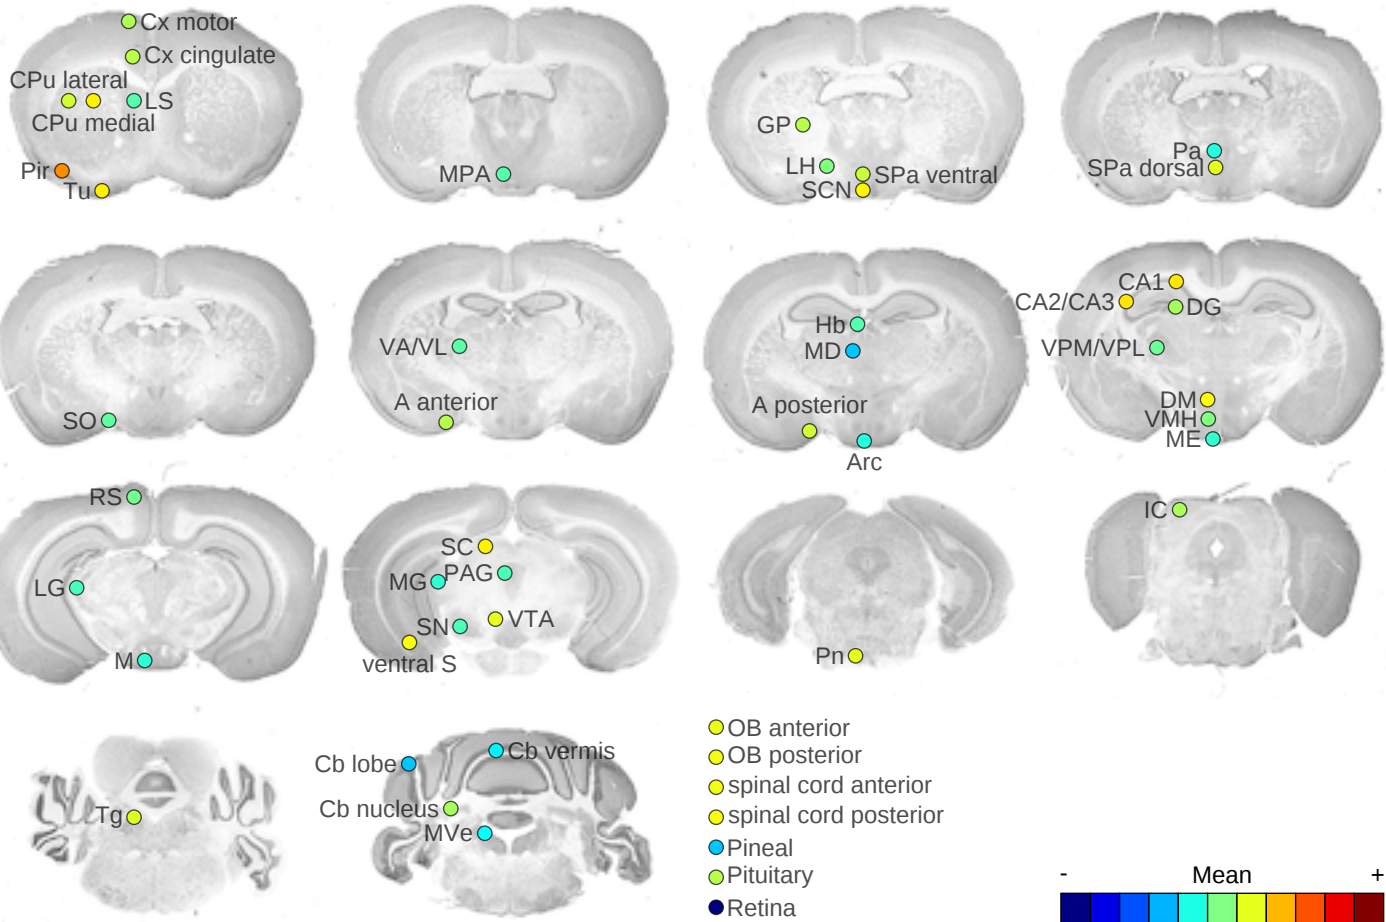 Cx motor
Cx cingulate
CPu lateral
LS
CPu medial
Pir
Tu
MPA
GP
LH
SPa ventral
SCN
Pa
SPa dorsal
SO
VA/VL
A anterior
Hb
MD
A posterior
Arc
CA1
CA2/CA3
DG
VPM/VPL
DM
VMH
ME
RS
LG
M
SC
PAG
MG
VTA
SN
ventral S
Pn
IC
Tg
Cb vermis
Cb lobe
Cb nucleus
MVe
OB anterior
OB posterior
spinal cord anterior
spinal cord posterior
Pineal
Pituitary
Retina
- Mean +